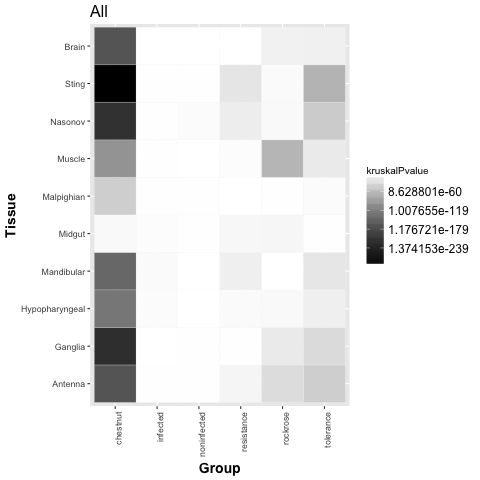 All
Tissue
Brain
Sting
Nasonov
Muscle
Malpighian
Midgut
Mandibular
Hypopharyngeal
Ganglia
Antenna
chestnut
infected
noninfected
resistance
rockrose
tolerance
Group
kruskalPvalue
8.628801e-60
1.007655e-119
1.176721e-179
1.374153e-239